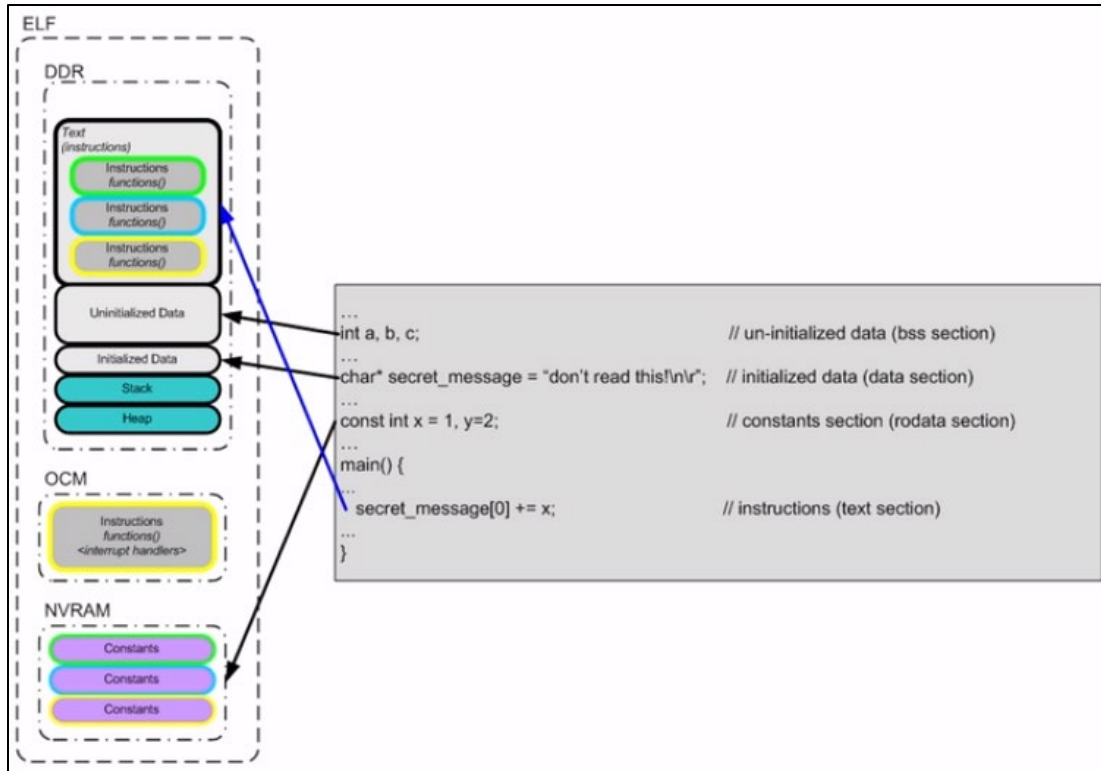 ELF
DDR
Text
(instructions)
Instructions
functions()
Instructions
functions()
Instructions
functions()
Uninitialized Data
Initialized Data
Stack
Heap
OCM
Instructions
functions()
<interrupt handlers>
NVRAM
Constants
Constants
Constants
...
int a, b, c; // un-initialized data (bss section)
...
char* secret_message = “don’t read this!\n\r”; // initialized data (data section)
...
const int x = 1, y=2; // constants section (rodata section)
...
main() {
...
secret_message[0] += x; // instructions (text section)
...
}